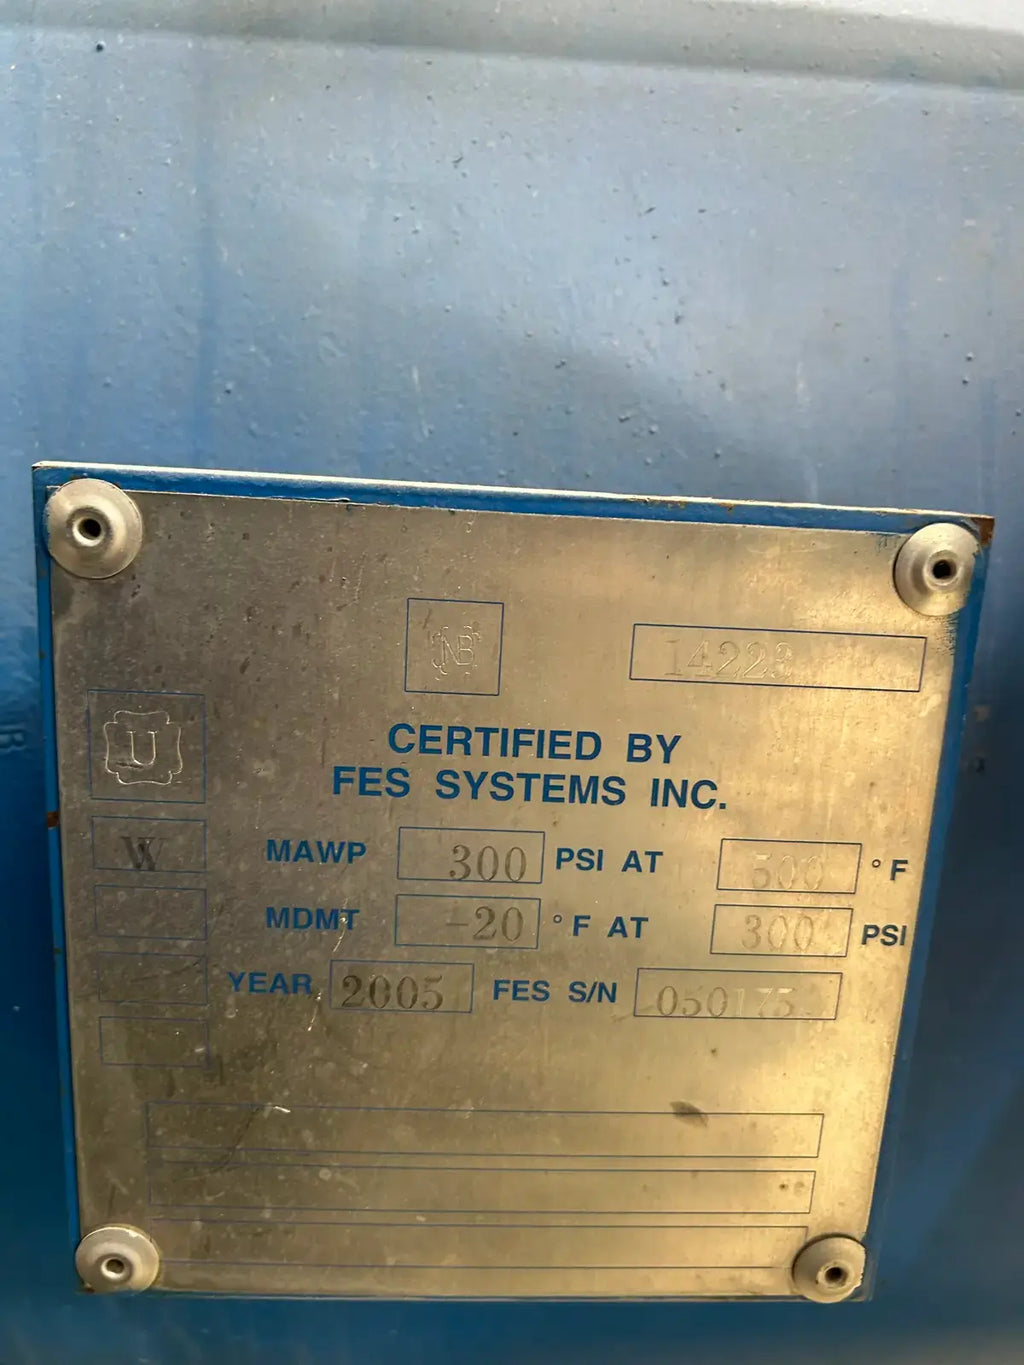 NB
14223
U
CERTIFIED BY
FES SYSTEMS INC.
W
MAWP 300 PSI AT 500 °F
MDMT -20 °F AT 300 PSI
YEAR 2005 FES S/N 050175